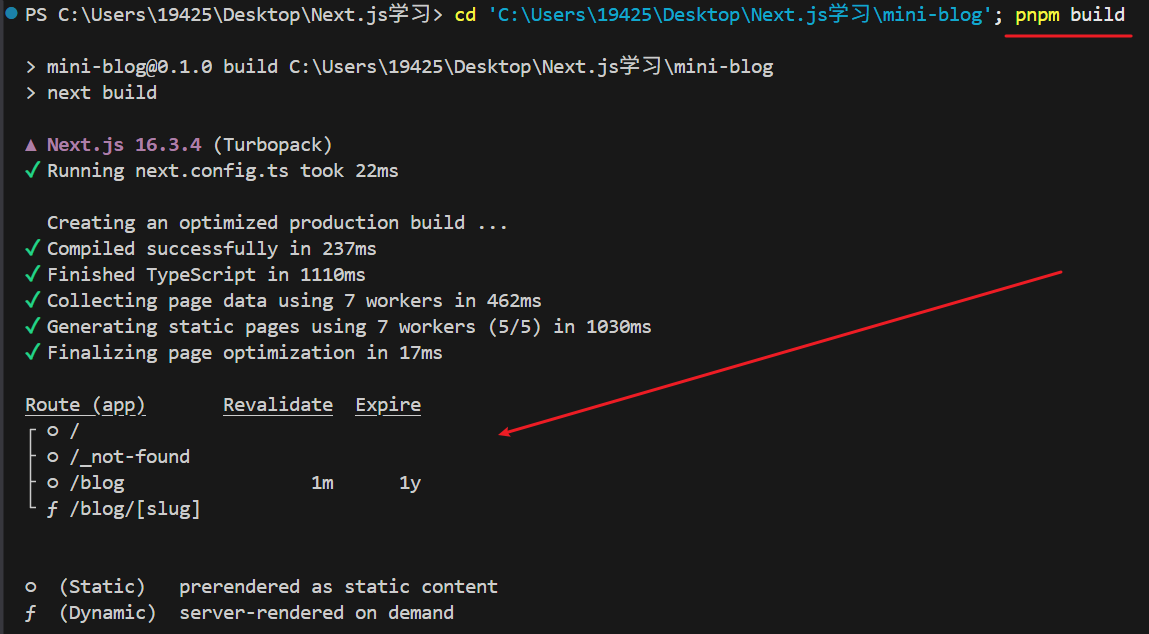 PS C:\Users\19425\Desktop\Next.js学习> cd 'C:\Users\19425\Desktop\Next.js学习\mini-blog'; pnpm build
> mini-blog@0.1.0 build C:\Users\19425\Desktop\Next.js学习\mini-blog
> next build
▲ Next.js 16.3.4 (Turbopack)
✓ Running next.config.ts took 22ms
Creating an optimized production build ...
✓ Compiled successfully in 237ms
✓ Finished TypeScript in 1110ms
✓ Collecting page data using 7 workers in 462ms
✓ Generating static pages using 7 workers (5/5) in 1030ms
✓ Finalizing page optimization in 17ms
Route (app) Revalidate Expire
┌ ○ /
├ ○ /_not-found
├ ○ /blog 1m 1y
└ ƒ /blog/[slug]
○ (Static) prerendered as static content
ƒ (Dynamic) server-rendered on demand